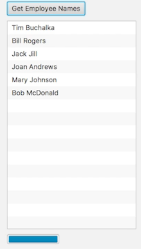 Get Employee Names
Tim Buchalka
Bill Rogers
Jack Jill
Joan Andrews
Mary Johnson
Bob McDonald